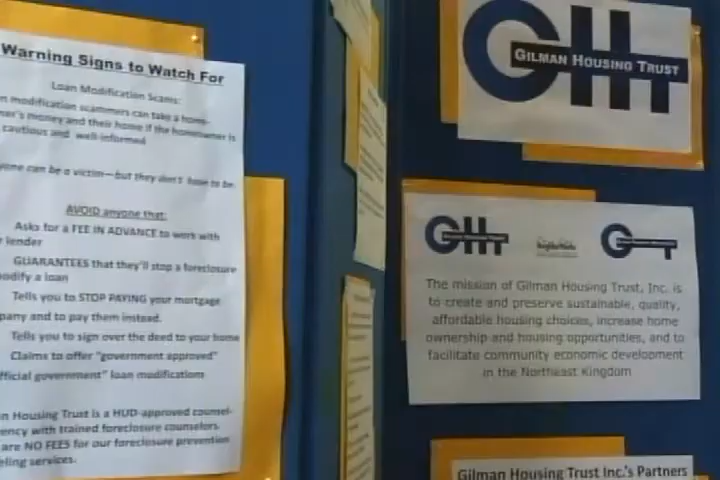 Warning Signs to Watch For
Loan Modification Scams:
n modification scammers can take a home-
ner's money and their home if the homeowner is
cautious and well-informed
yone can be a victim—but they don't have to be.
AVOID anyone that:
Asks for a FEE IN ADVANCE to work with
r lender
GUARANTEES that they'll stop a foreclosure
odify a loan
Tells you to STOP PAYING your mortgage
pany and to pay them instead.
Tells you to sign over the deed to your home
Claims to offer "government approved"
fficial government" loan modifications
n Housing Trust is a HUD-approved counsel-
ency with trained foreclosure counselors.
are NO FEES for our foreclosure prevention
eling services.
GHT
GILMAN HOUSING TRUST
GHT
The mission of Gilman Housing Trust, Inc. is
to create and preserve sustainable, quality,
affordable housing choices, increase home
ownership and housing opportunities, and to
facilitate community economic development
in the Northeast Kingdom
Gilman Housing Trust Inc.'s Partners